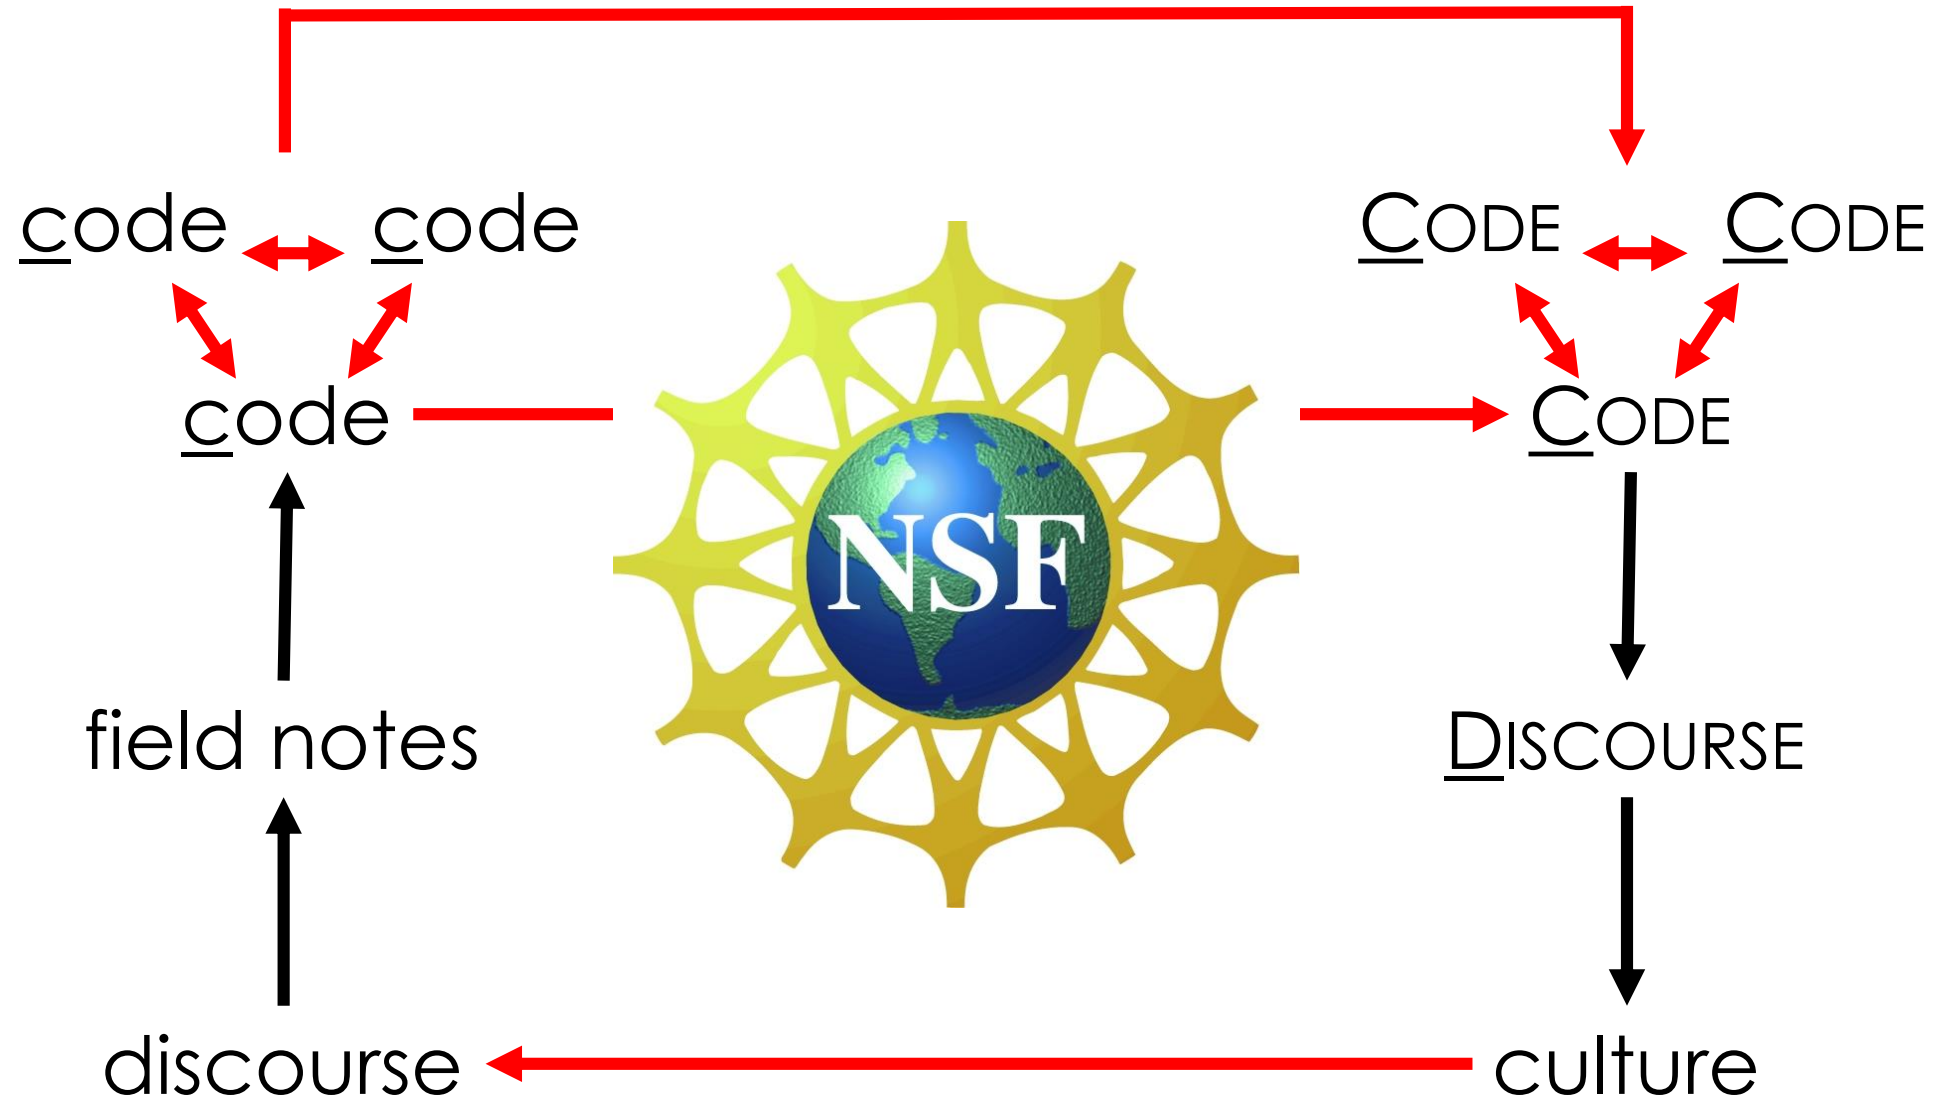 code code CODE CODE
code CODE
NSF
field notes DISCOURSE
discourse culture